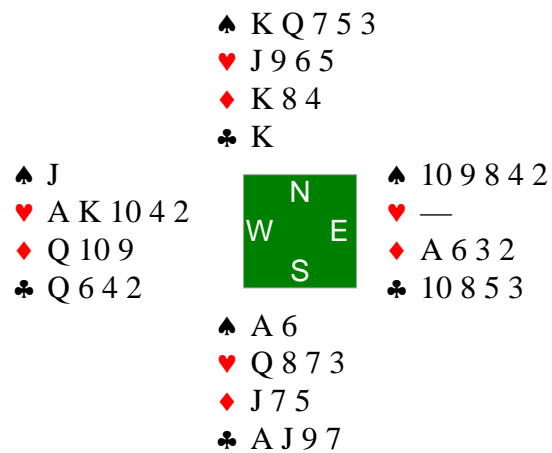 ♠ K Q 7 5 3
♥ J 9 6 5
♦ K 8 4
♣ K
♠ J
♥ A K 10 4 2
♦ Q 10 9
♣ Q 6 4 2
N
W E
S
♠ 10 9 8 4 2
♥ —
♦ A 6 3 2
♣ 10 8 5 3
♠ A 6
♥ Q 8 7 3
♦ J 7 5
♣ A J 9 7